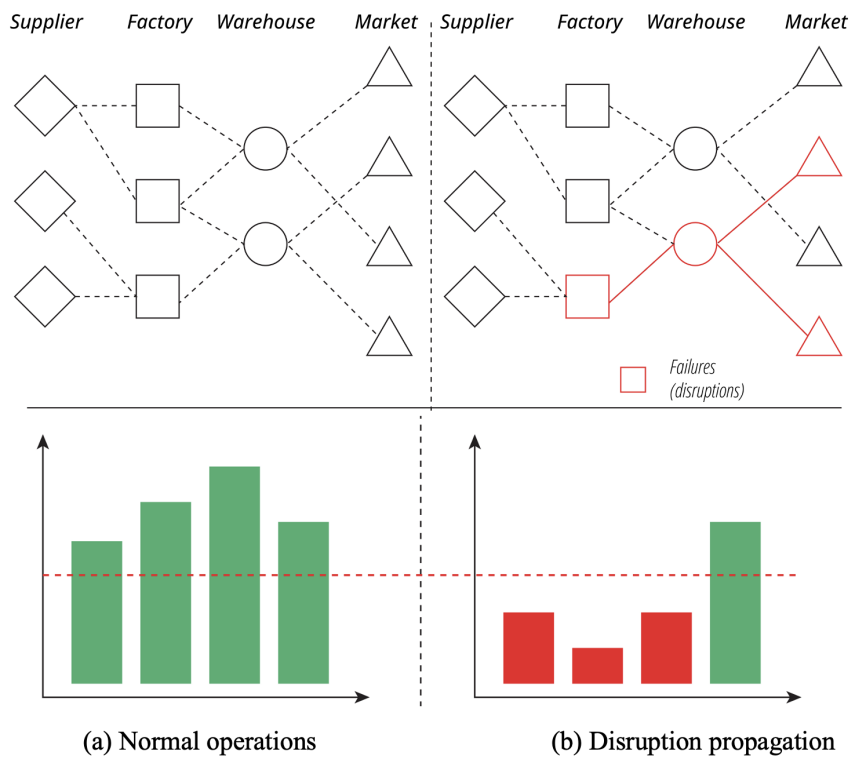 Supplier Factory Warehouse Market Supplier Factory Warehouse Market
Failures
(disruptions)
(a) Normal operations
(b) Disruption propagation